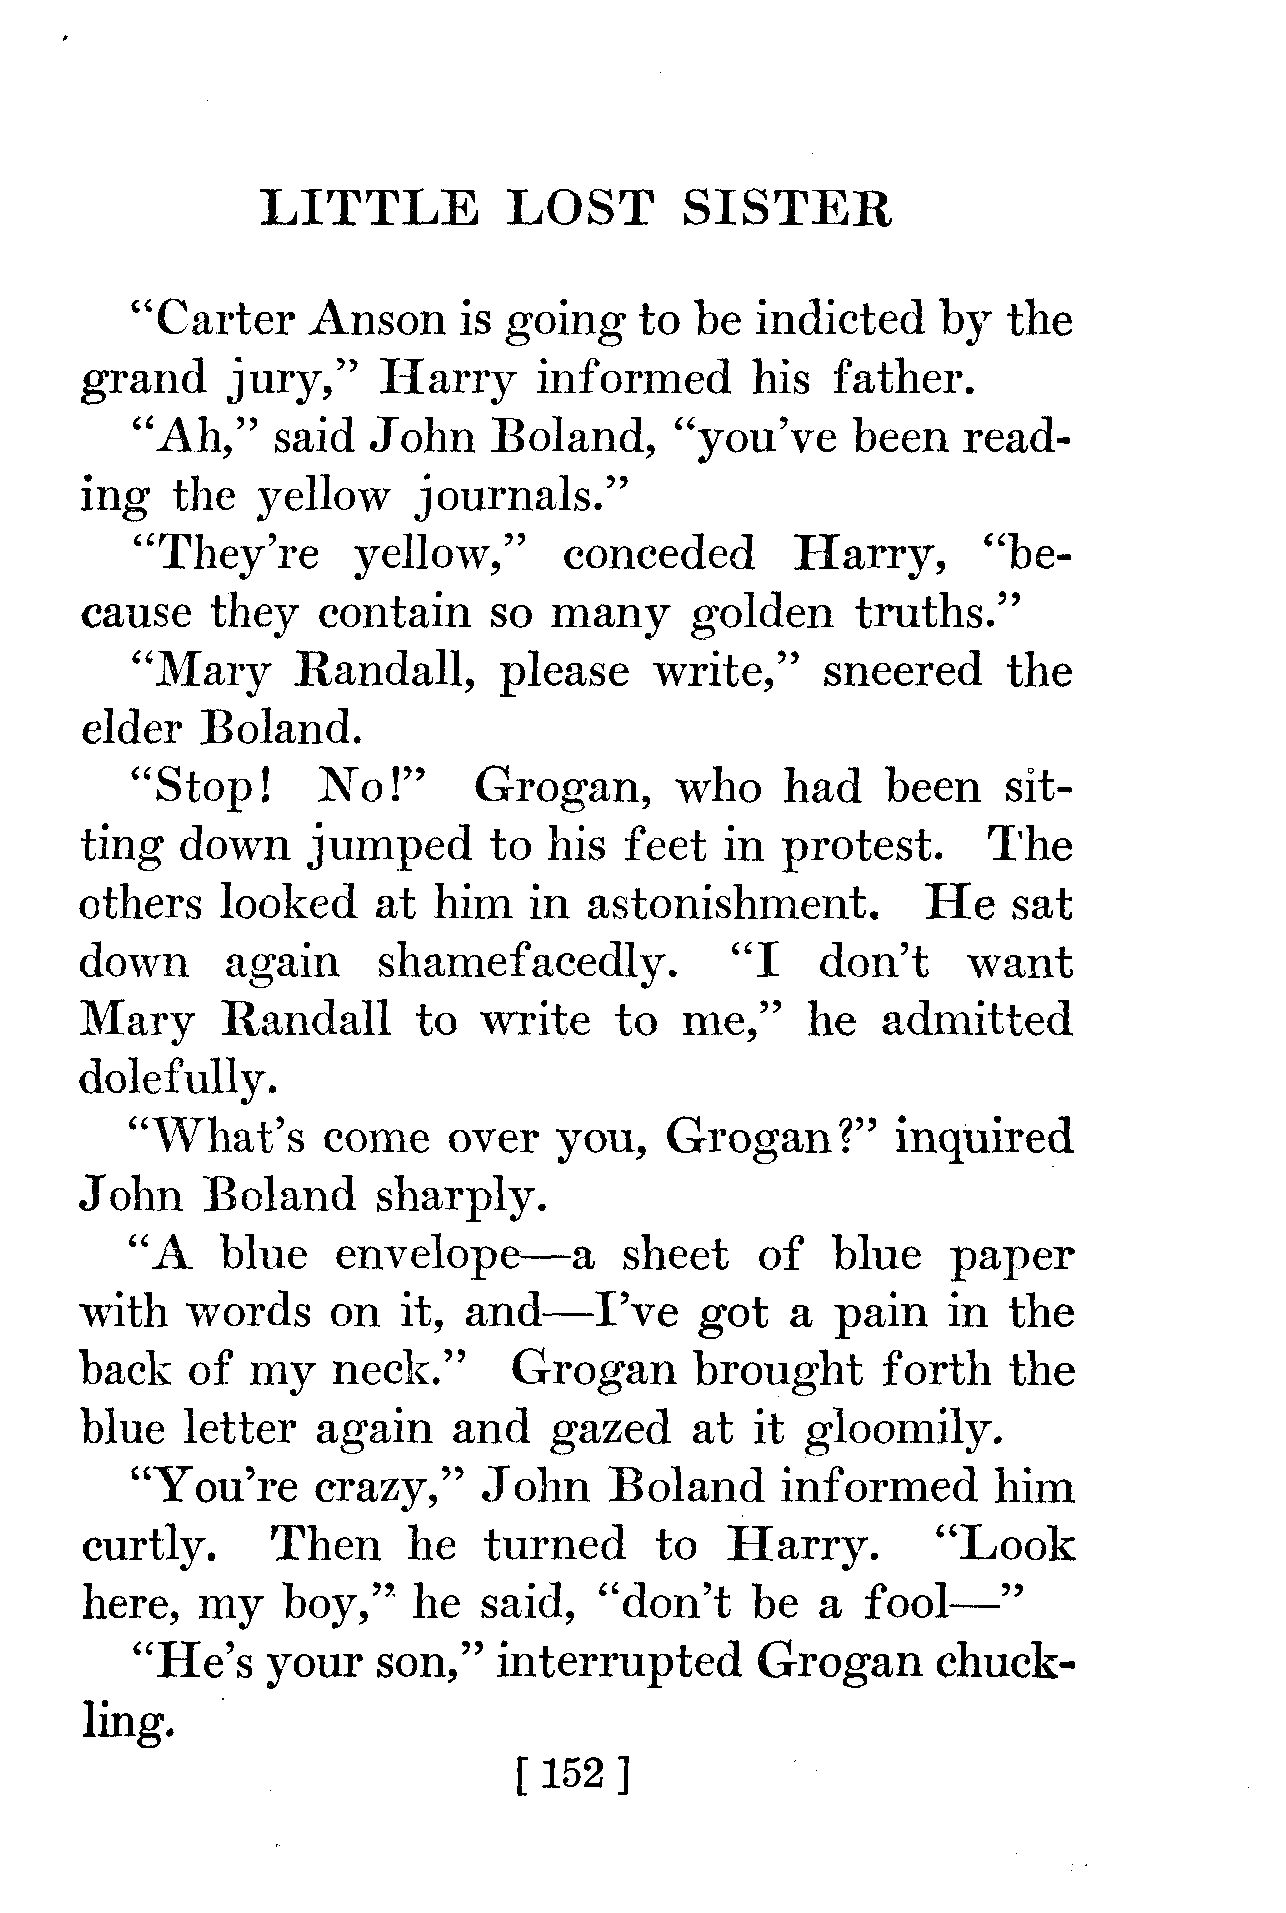 LITTLE LOST SISTER
“Carter Anson is going to be indicted by the
grand jury,” Harry informed his father.
“Ah,” said John Boland, “you’ve been read-
ing the yellow journals.”
“They’re yellow,” conceded Harry, “be-
cause they contain so many golden truths.”
“Mary Randall, please write,” sneered the
elder Boland.
“Stop! No!” Grogan, who had been sit-
ting down jumped to his feet in protest. The
others looked at him in astonishment. He sat
down again shamefacedly. “I don’t want
Mary Randall to write to me,” he admitted
dolefully.
“What’s come over you, Grogan?” inquired
John Boland sharply.
“A blue envelope—a sheet of blue paper
with words on it, and—I’ve got a pain in the
back of my neck.” Grogan brought forth the
blue letter again and gazed at it gloomily.
“You’re crazy,” John Boland informed him
curtly. Then he turned to Harry. “Look
here, my boy,” he said, “don’t be a fool—”
“He’s your son,” interrupted Grogan chuck-
ling.
[ 152 ]